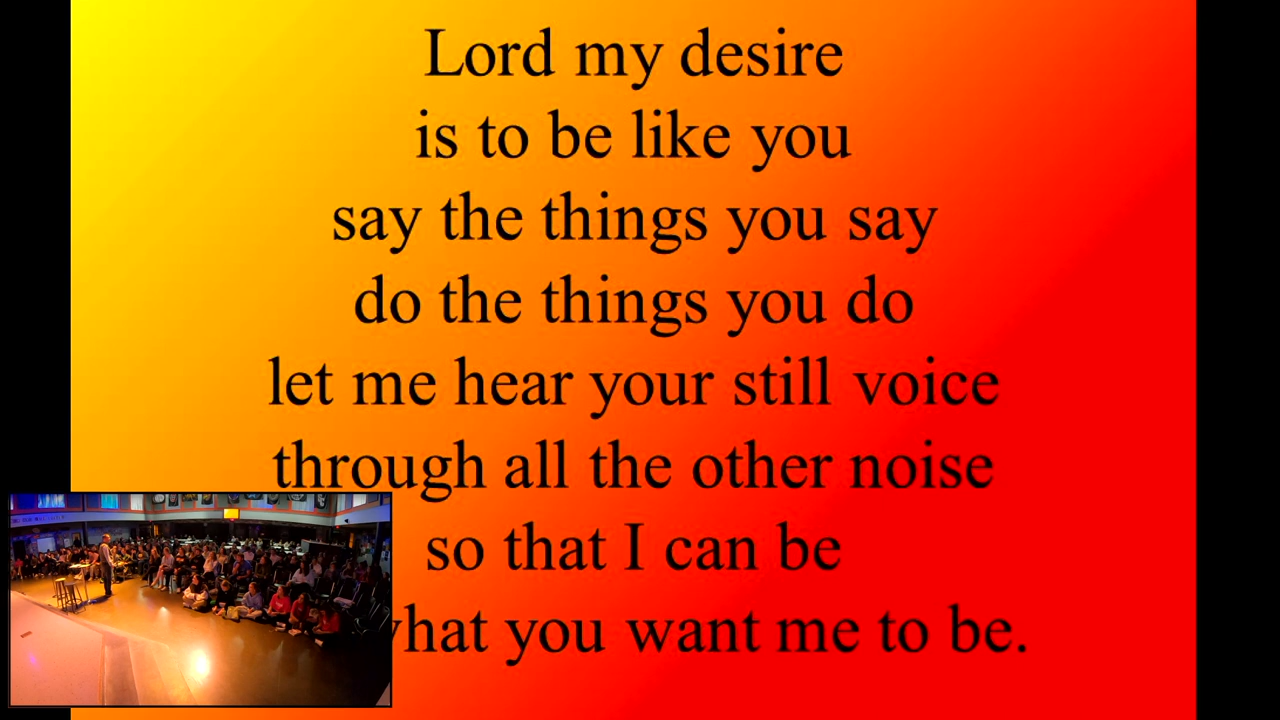 Lord my desire
is to be like you
say the things you say
do the things you do
let me hear your still voice
through all the other noise
so that I can be
what you want me to be.